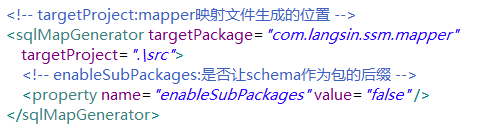 <!-- targetProject:mapper映射文件生成的位置 -->
<sqlMapGenerator targetPackage="com.langsin.ssm.mapper"
targetProject=".\src">
<!-- enableSubPackages:是否让schema作为包的后缀 -->
<property name="enableSubPackages" value="false" />
</sqlMapGenerator>